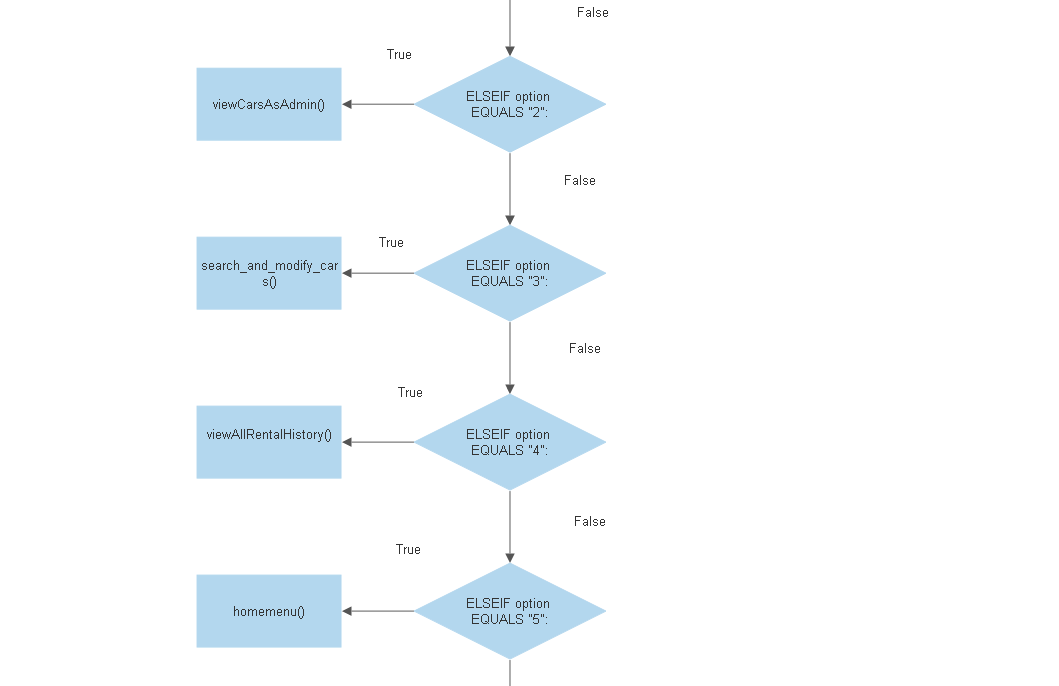 False
True
ELSEIF option
EQUALS "2":
viewCarsAsAdmin()
False
True
ELSEIF option
EQUALS "3":
search_and_modify_car
s()
False
True
ELSEIF option
EQUALS "4":
viewAllRentalHistory()
False
True
ELSEIF option
EQUALS "5":
homemenu()